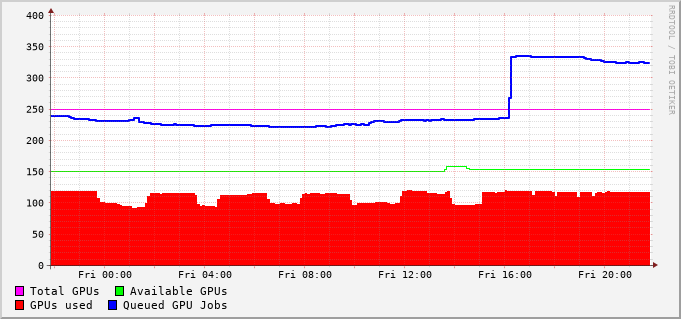 400
350
300
250
200
150
100
50
0
Fri 00:00 Fri 04:00 Fri 08:00 Fri 12:00 Fri 16:00 Fri 20:00
Total GPUs Available GPUs
GPUs used Queued GPU Jobs
RRDTOOL / TOBI OETIKER